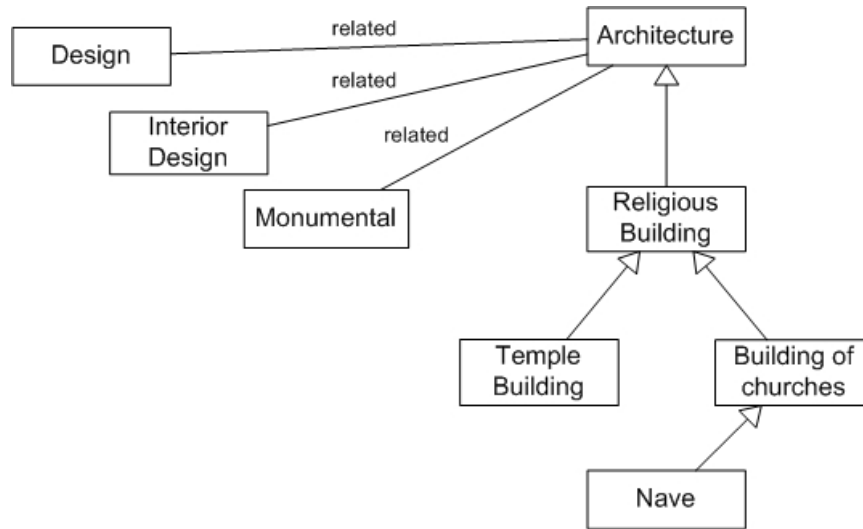 related
Architecture
Design
related
Interior
Design
related
Monumental
Religious
Building
Temple
Building
Building of
churches
Nave